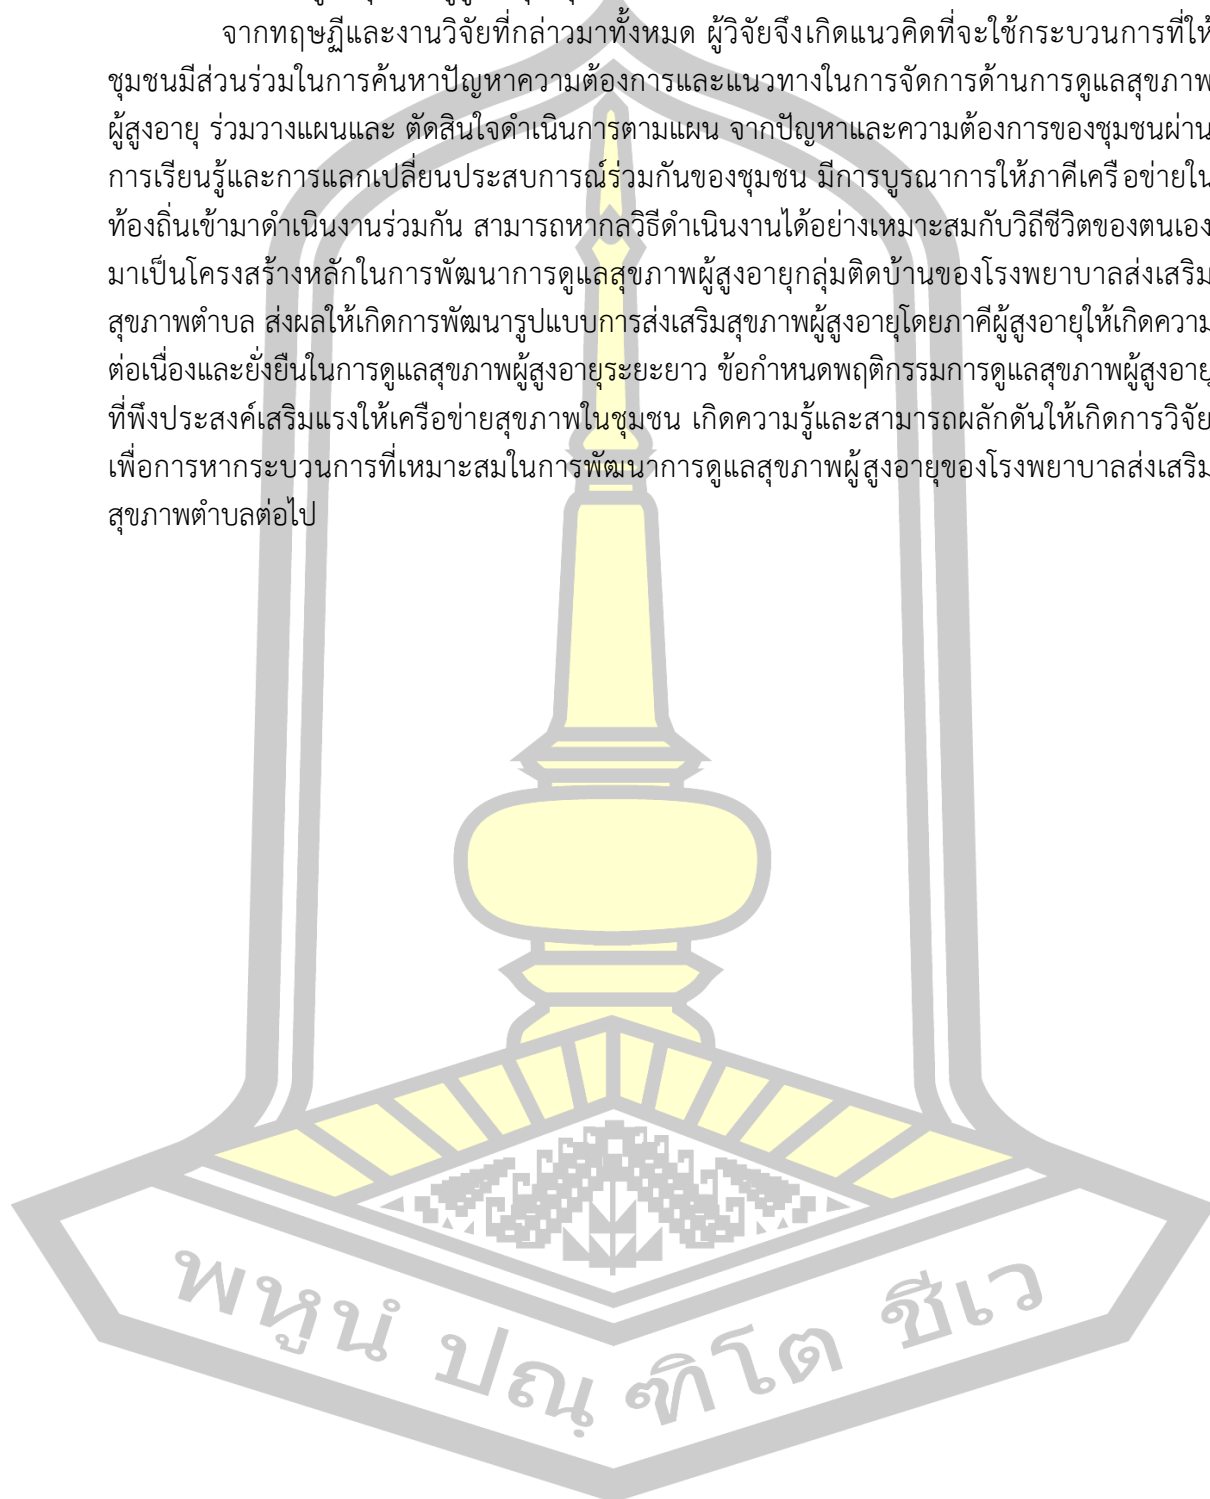 จากทฤษฏีและงานวิจัยที่กล่าวมาทั้งหมด ผู้วิจัยจึงเกิดแนวคิดที่จะใช้กระบวนการที่ให้
ชุมชนมีส่วนร่วมในการค้นหาปัญหาความต้องการและแนวทางในการจัดการด้านการดูแลสุขภาพ
ผู้สูงอายุ ร่วมวางแผนและ ตัดสินใจดำเนินการตามแผน จากปัญหาและความต้องการของชุมชนผ่าน
การเรียนรู้และการแลกเปลี่ยนประสบการณ์ร่วมกันของชุมชน มีการบูรณาการให้ภาคีเครือข่ายใน
ท้องถิ่นเข้ามาดำเนินงานร่วมกัน สามารถหากลวิธีดำเนินงานได้อย่างเหมาะสมกับวิถีชีวิตของตนเอง
มาเป็นโครงสร้างหลักในการพัฒนาการดูแลสุขภาพผู้สูงอายุกลุ่มติดบ้านของโรงพยาบาลส่งเสริม
สุขภาพตำบล ส่งผลให้เกิดการพัฒนารูปแบบการส่งเสริมสุขภาพผู้สูงอายุโดยภาคีผู้สูงอายุให้เกิดความ
ต่อเนื่องและยั่งยืนในการดูแลสุขภาพผู้สูงอายุระยะยาว ข้อกำหนดพฤติกรรมการดูแลสุขภาพผู้สูงอายุ
ที่พึงประสงค์เสริมแรงให้เครือข่ายสุขภาพในชุมชน เกิดความรู้และสามารถผลักดันให้เกิดการวิจัย
เพื่อการหากระบวนการที่เหมาะสมในการพัฒนาการดูแลสุขภาพผู้สูงอายุของโรงพยาบาลส่งเสริม
สุขภาพตำบลต่อไป
พหูนํ ปณฺฑิโต ชีเว